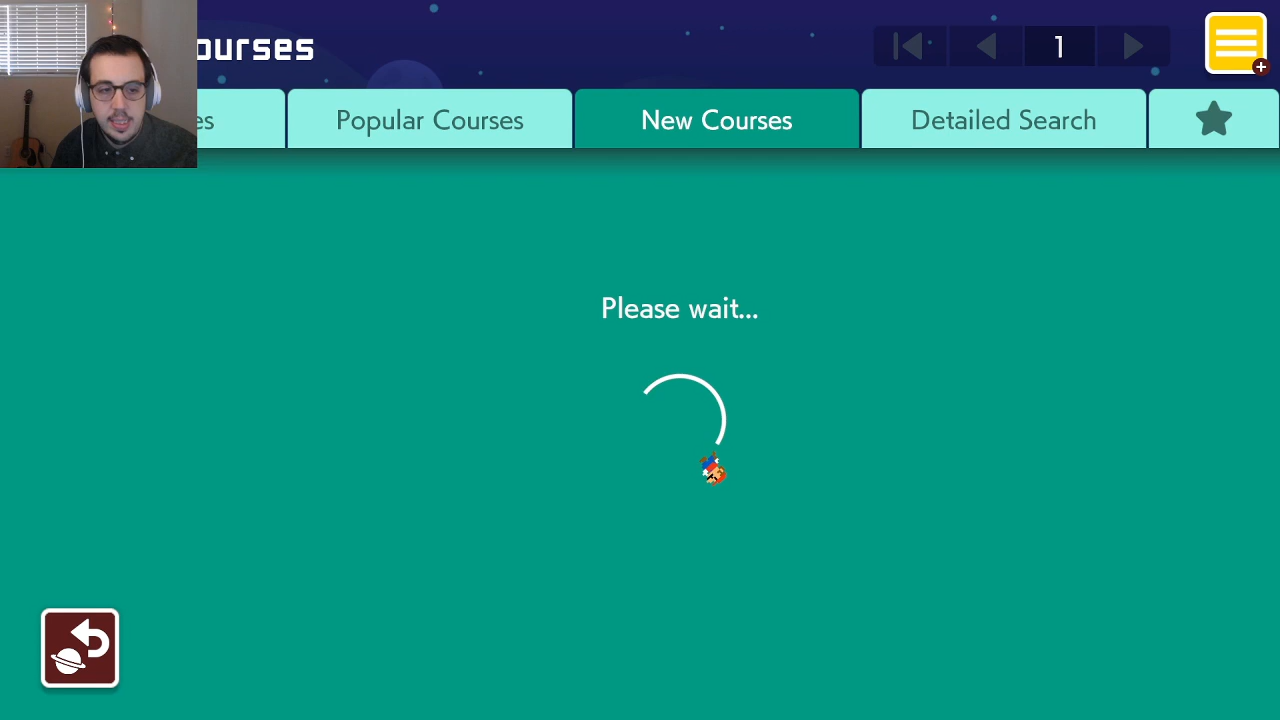 ourses
1
es
Popular Courses
New Courses
Detailed Search
Please wait...